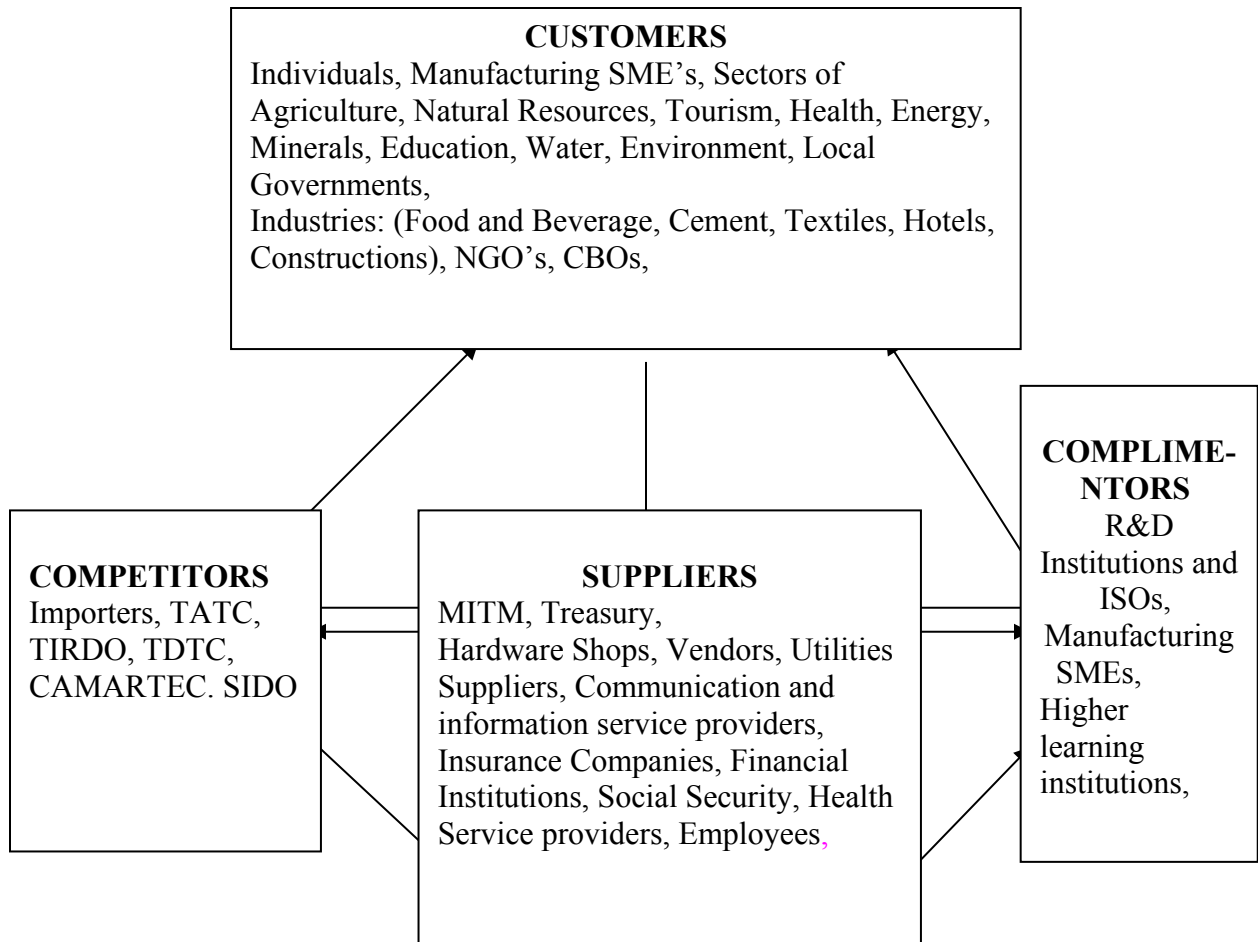 CUSTOMERS
Individuals, Manufacturing SME’s, Sectors of
Agriculture, Natural Resources, Tourism, Health, Energy,
Minerals, Education, Water, Environment, Local
Governments,
Industries: (Food and Beverage, Cement, Textiles, Hotels,
Constructions), NGO’s, CBOs,
COMPETITORS
Importers, TATC,
TIRDO, TDTC,
CAMARTEC. SIDO
SUPPLIERS
MITM, Treasury,
Hardware Shops, Vendors, Utilities
Suppliers, Communication and
information service providers,
Insurance Companies, Financial
Institutions, Social Security, Health
Service providers, Employees,
COMPLIME-
NTORS
R&D
Institutions and
ISOs,
Manufacturing
SMEs,
Higher
learning
institutions,